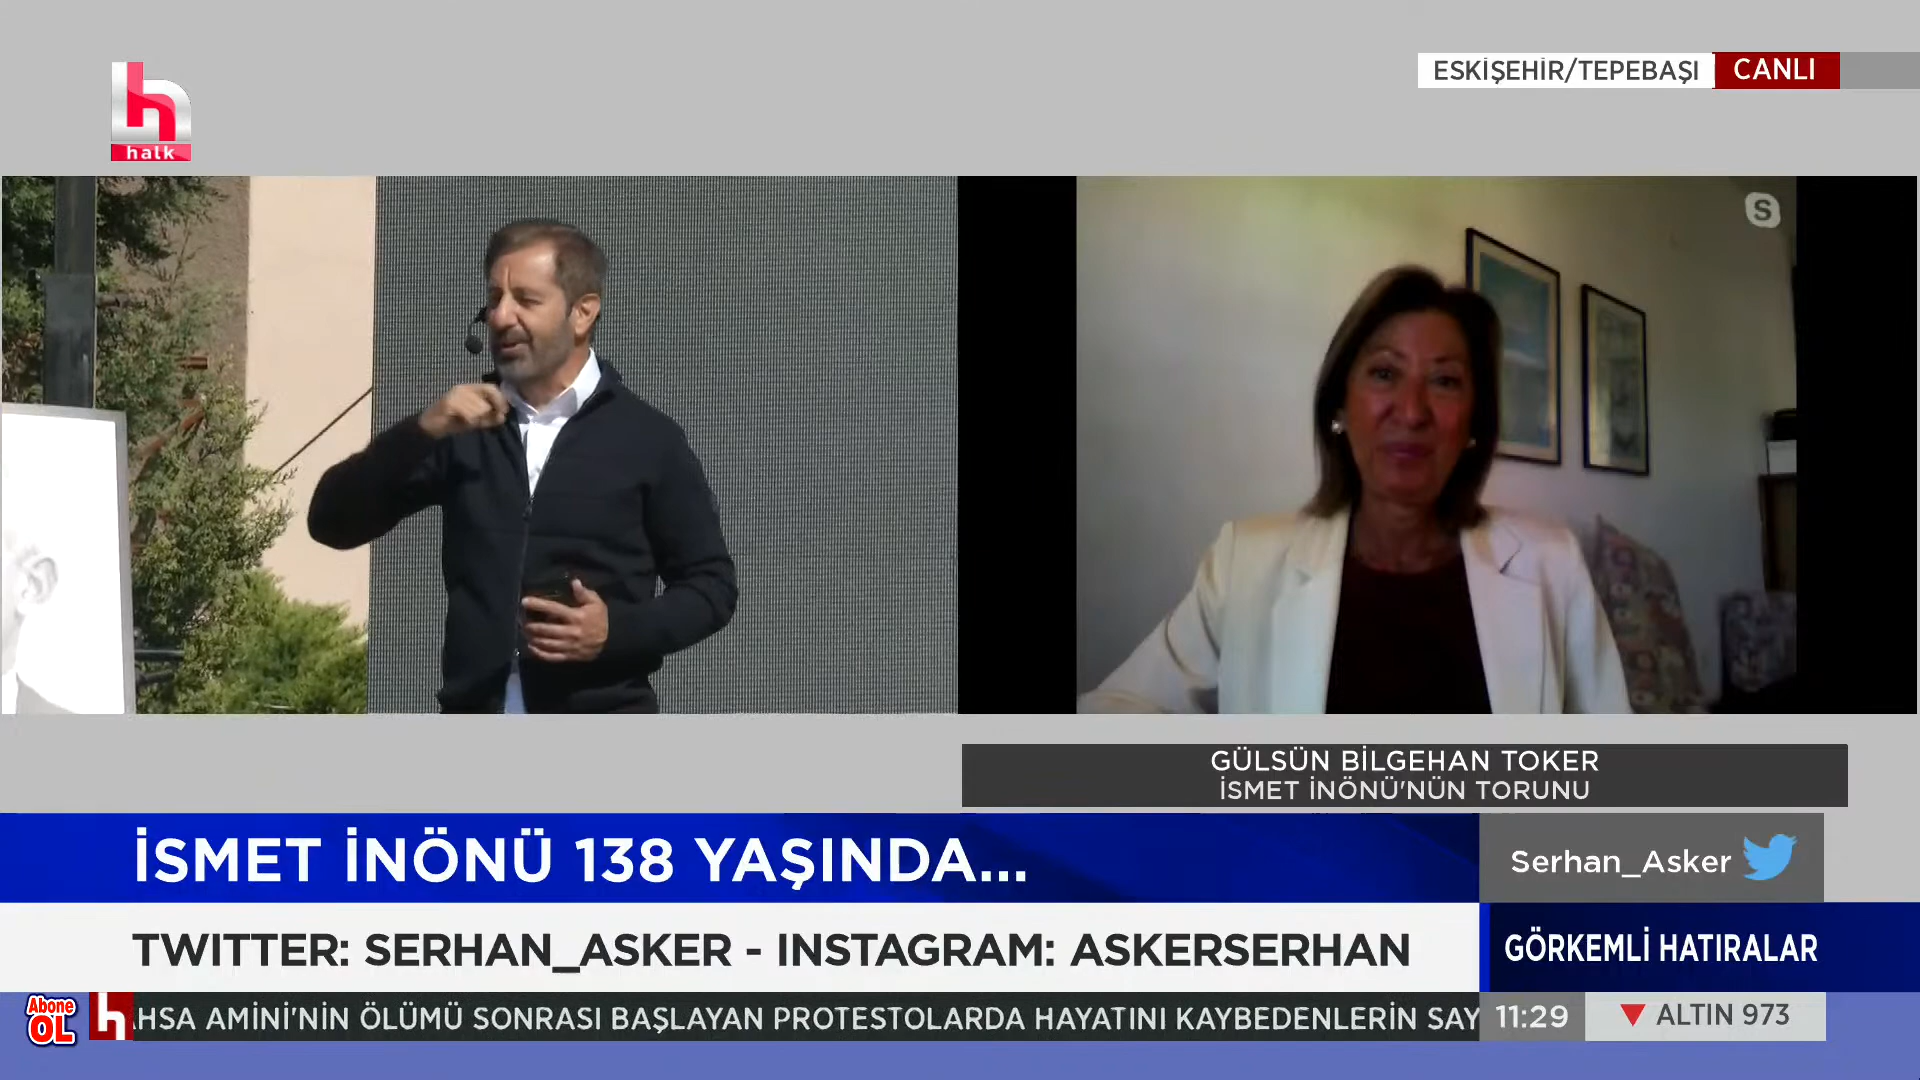 halk
ESKİŞEHİR/TEPEBAŞI CANLI
S
GÜLSÜN BİLGEHAN TOKER
İSMET İNÖNÜ'NÜN TORUNU
İSMET İNÖNÜ 138 YAŞINDA...
Serhan_Asker
TWITTER: SERHAN_ASKER - INSTAGRAM: ASKERSERHAN
GÖRKEMLİ HATIRALAR
Abone
OL
AHSA AMİNİ'NİN ÖLÜMÜ SONRASI BAŞLAYAN PROTESTOLARDA HAYATINI KAYBEDENLERİN SAY
11:29
ALTIN 973